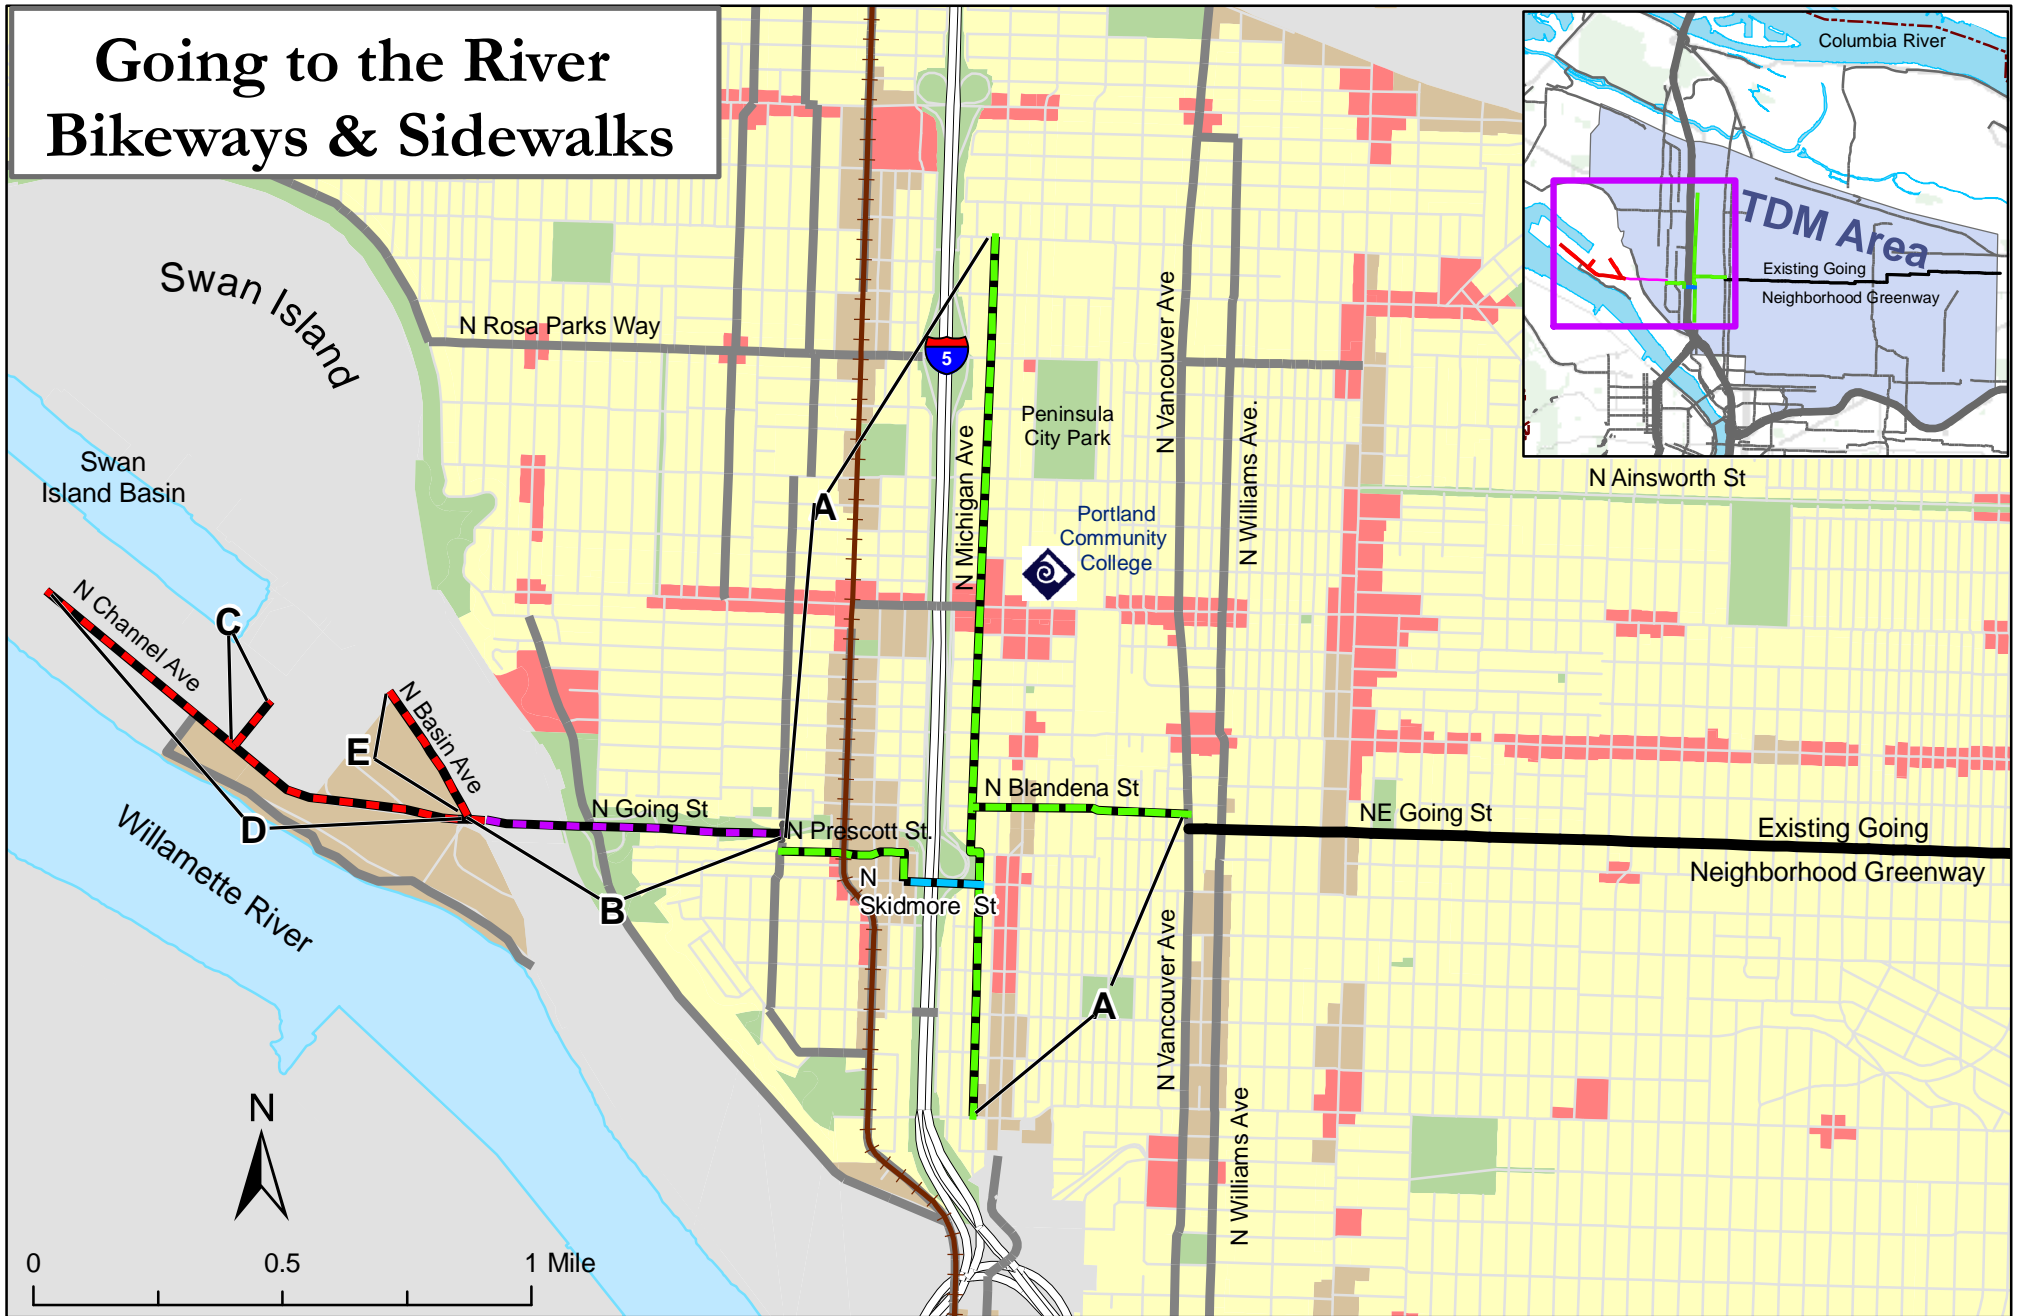 Going to the River
Bikeways & Sidewalks
Columbia River
TDM Area
Existing Going
Neighborhood Greenway
Swan Island
N Rosa Parks Way
5
N Vancouver Ave
N Williams Ave.
Peninsula
City Park
N Michigan Ave
Swan
Island Basin
N Ainsworth St
A
Portland
Community
College
N Channel Ave
C
N Basin Ave
E
D
N Going St
N Prescott St.
N Blandena St
NE Going St
Existing Going
Neighborhood Greenway
N
Skidmore St
B
Willamette River
A
N Vancouver Ave
N Williams Ave
N
0 0.5 1 Mile